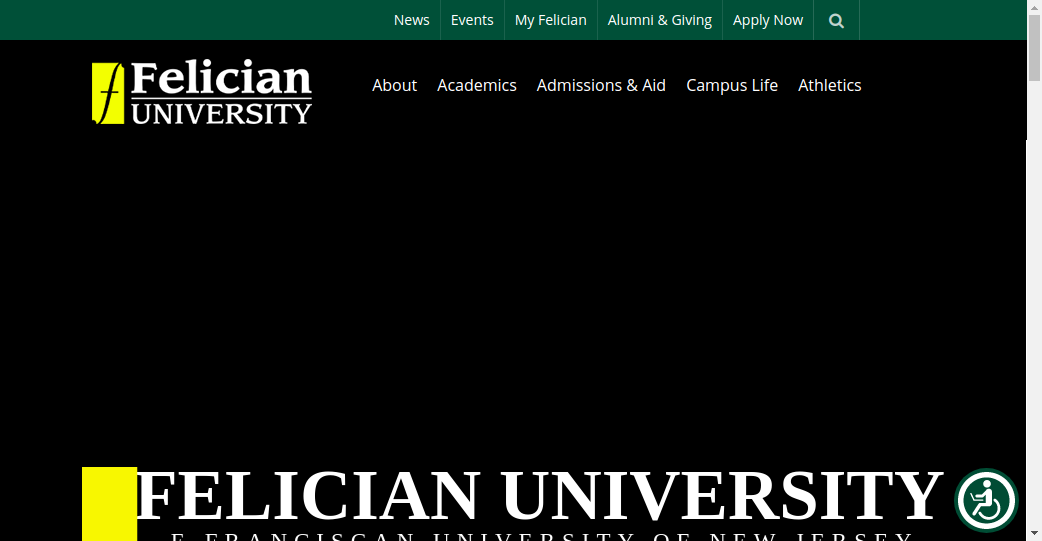 News Events My Felician Alumni & Giving Apply Now
Felician
UNIVERSITY
About Academics Admissions & Aid Campus Life Athletics
FELICIAN UNIVERSITY
E FRANCISCAN UNIVERSITY OF NEW JERSEY